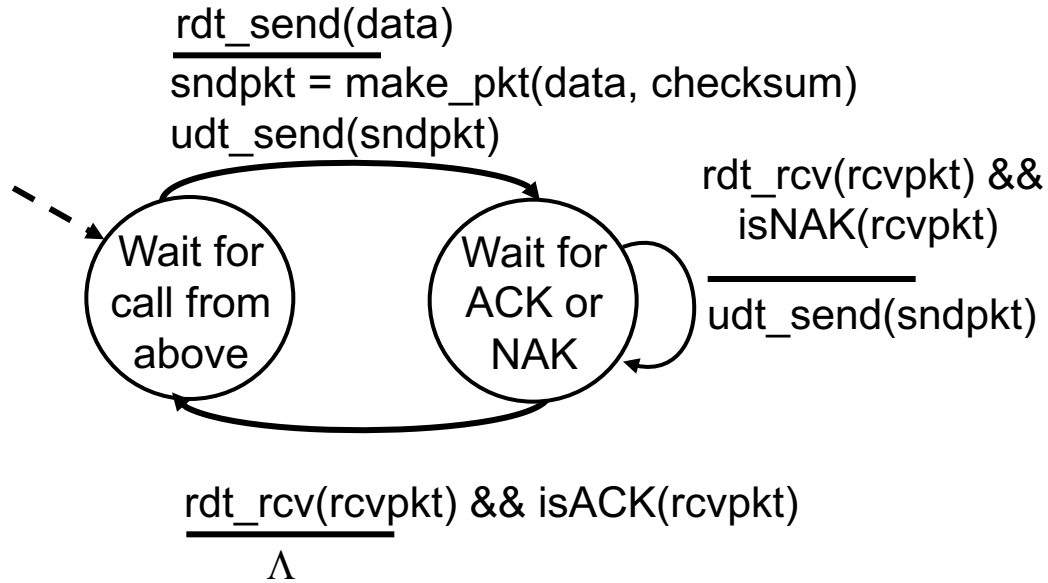 rdt_send(data)
sndpkt = make_pkt(data, checksum)
udt_send(sndpkt)
rdt_rcv(rcvpkt) &&
isNAK(rcvpkt)
udt_send(sndpkt)
Wait for
call from
above
Wait for
ACK or
NAK
rdt_rcv(rcvpkt) && isACK(rcvpkt)
Λ